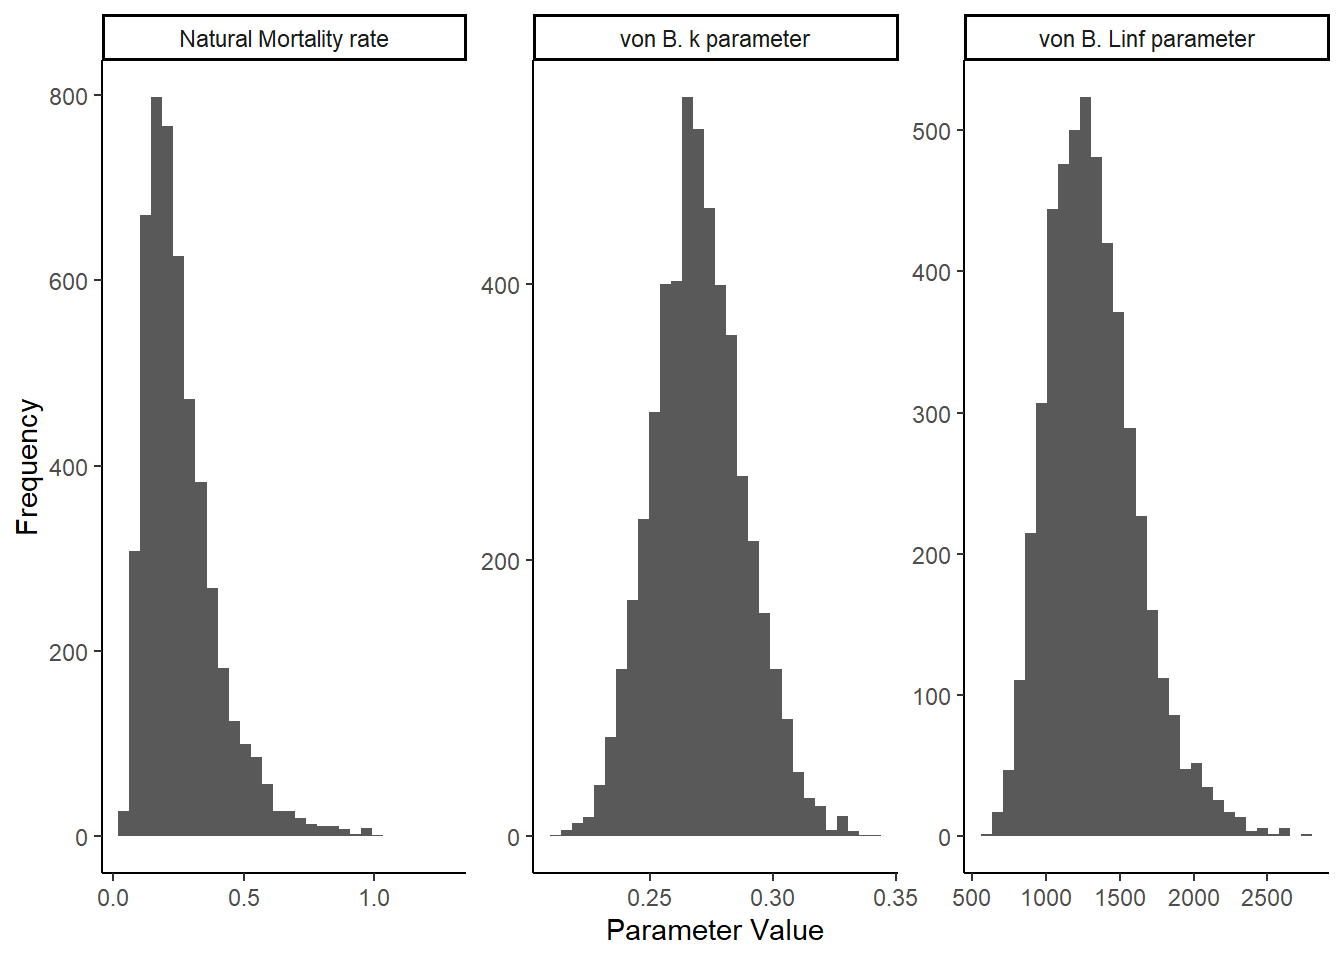 Natural Mortality rate
von B. k parameter
von B. Linf parameter
Frequency
800
600
400
200
0
400
200
0
500
400
300
200
100
0
0.0 0.5 1.0
0.25 0.30 0.35
500 1000 1500 2000 2500
Parameter Value